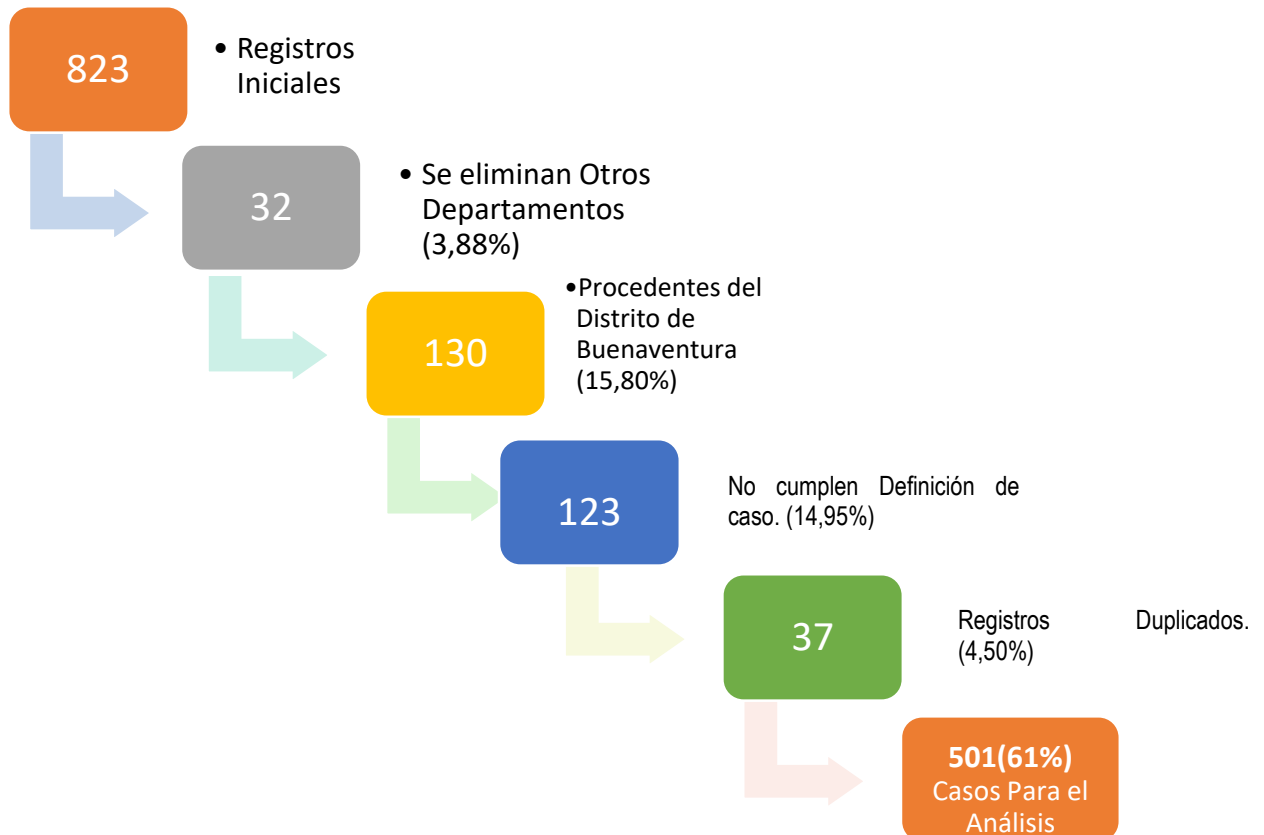 823
• Registros
Iniciales
32
• Se eliminan Otros
Departamentos
(3,88%)
130
•Procedentes del
Distrito de
Buenaventura
(15,80%)
123
No cumplen Definición de
caso. (14,95%)
37
Registros Duplicados.
(4,50%)
501(61%)
Casos Para el
Análisis